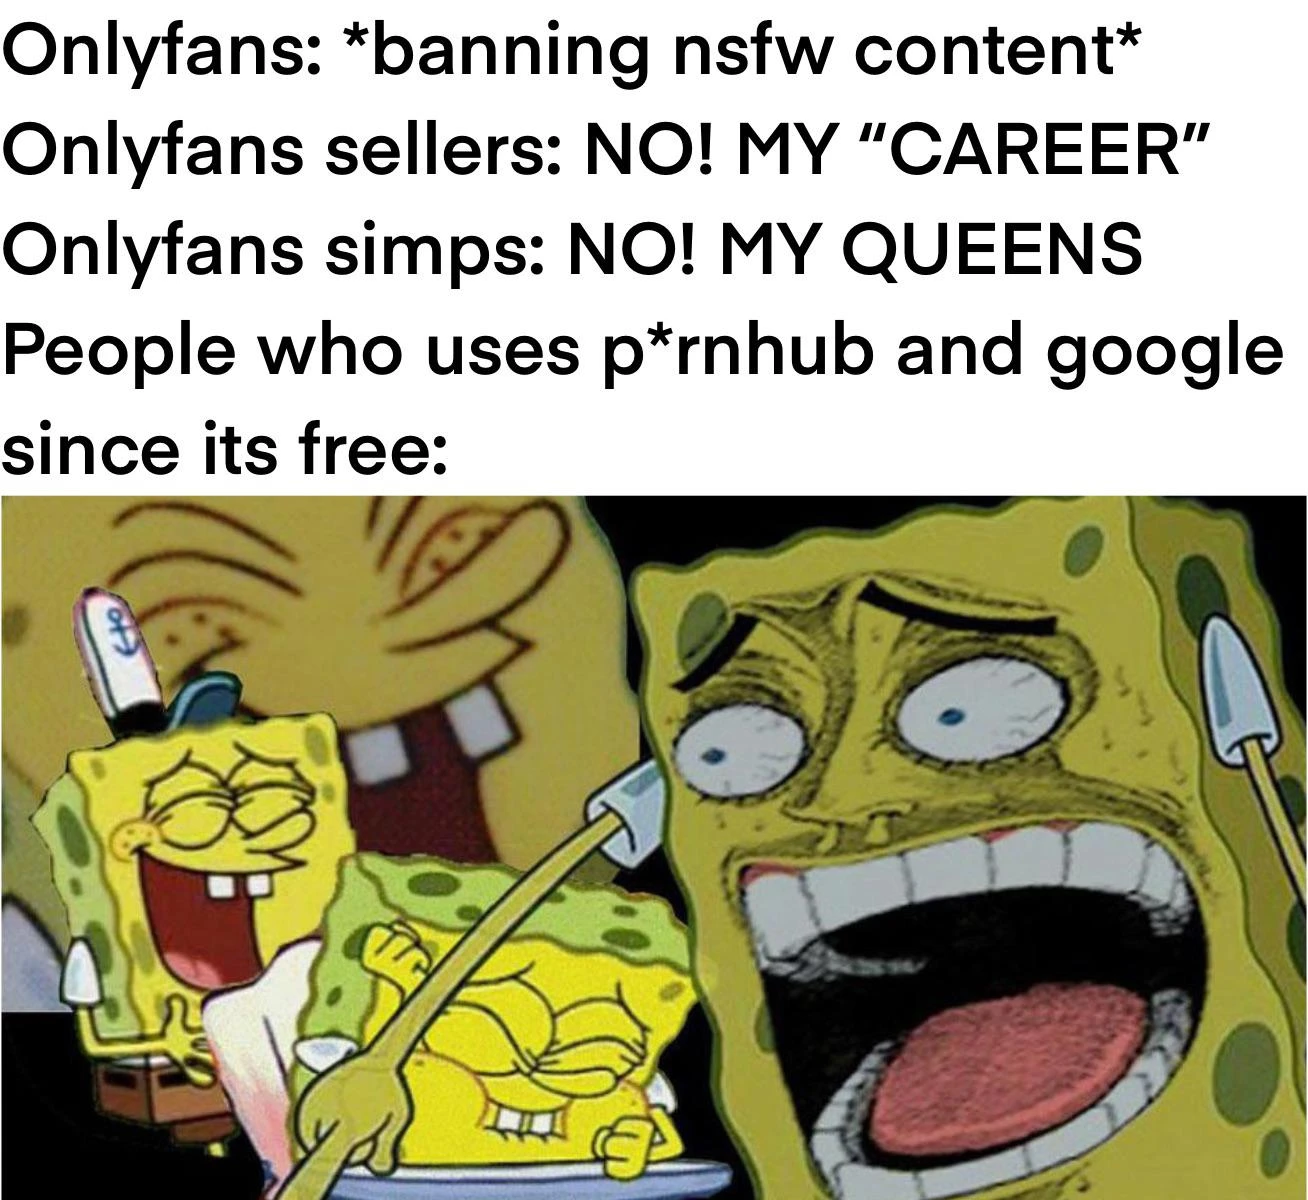 Onlyfans: *banning nsfw content*
Onlyfans sellers: NO! MY “CAREER”
Onlyfans simps: NO! MY QUEENS
People who uses p*rnhub and google
since its free: